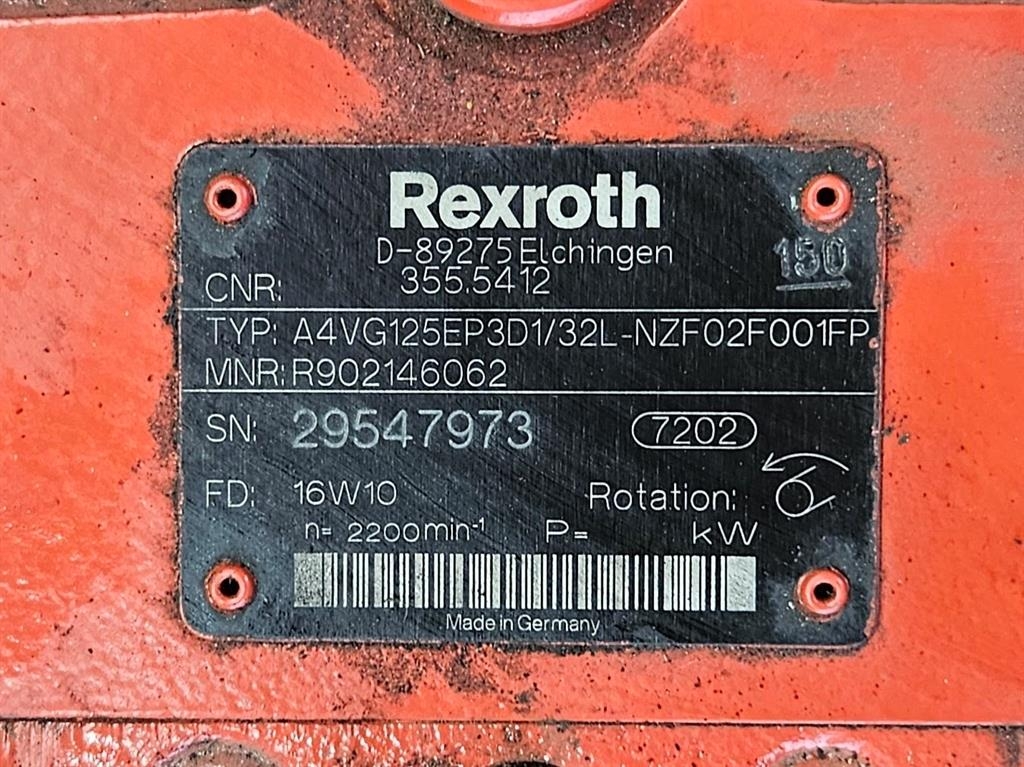 Rexroth
D-89275 Elchingen
150
CNR: 355.5412
TYP: A4VG125EP3D1/32L-NZF02F001FP
MNR: R902146062
SN: 29547973 7202
FD: 16W10 Rotation:
n= 2200min⁻¹ P= kW
Made in Germany